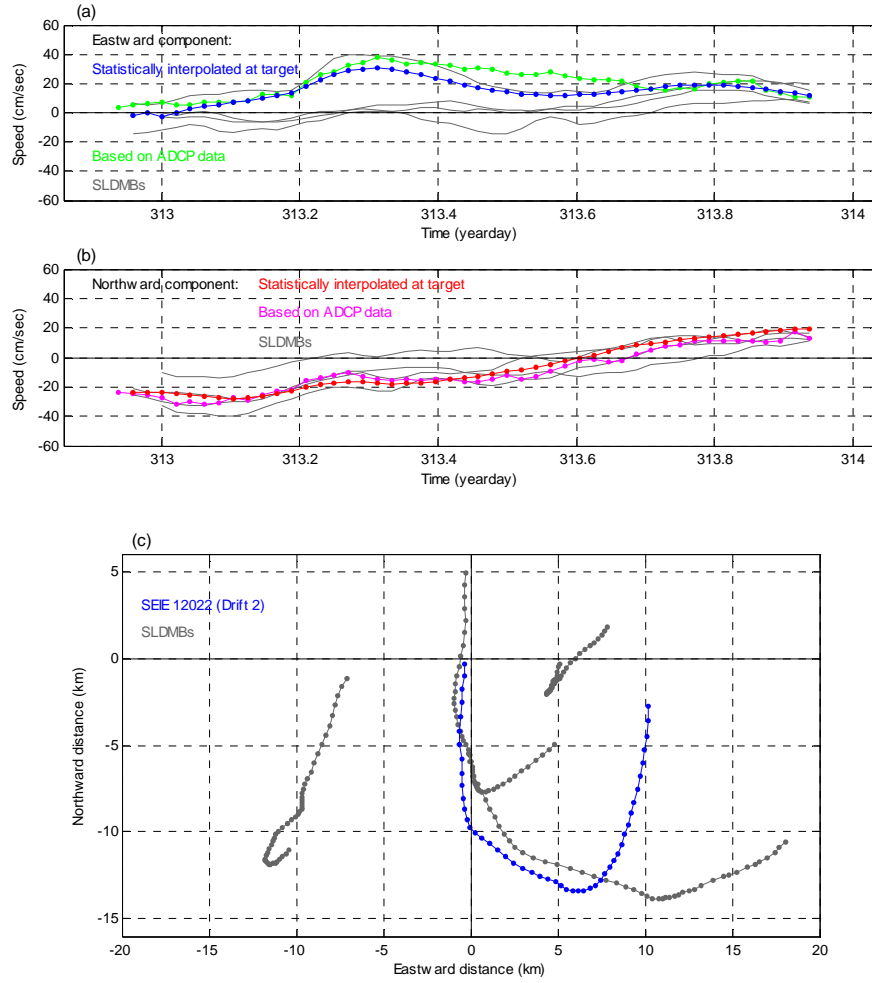 (a)
60
40
20
0
-20
-40
-60
Speed (cm/sec)
Eastward component:
Statistically interpolated at target
Based on ADCP data
SLDMBs
313
313.2
313.4
313.6
313.8
314
Time (yearday)
(b)
60
40
20
0
-20
-40
-60
Speed (cm/sec)
Northward component:
Statistically interpolated at target
Based on ADCP data
SLDMBs
313
313.2
313.4
313.6
313.8
314
Time (yearday)
(c)
5
0
-5
-10
-15
Northward distance (km)
SEIE 12022 (Drift 2)
SLDMBs
-20
-15
-10
-5
0
5
10
15
20
Eastward distance (km)